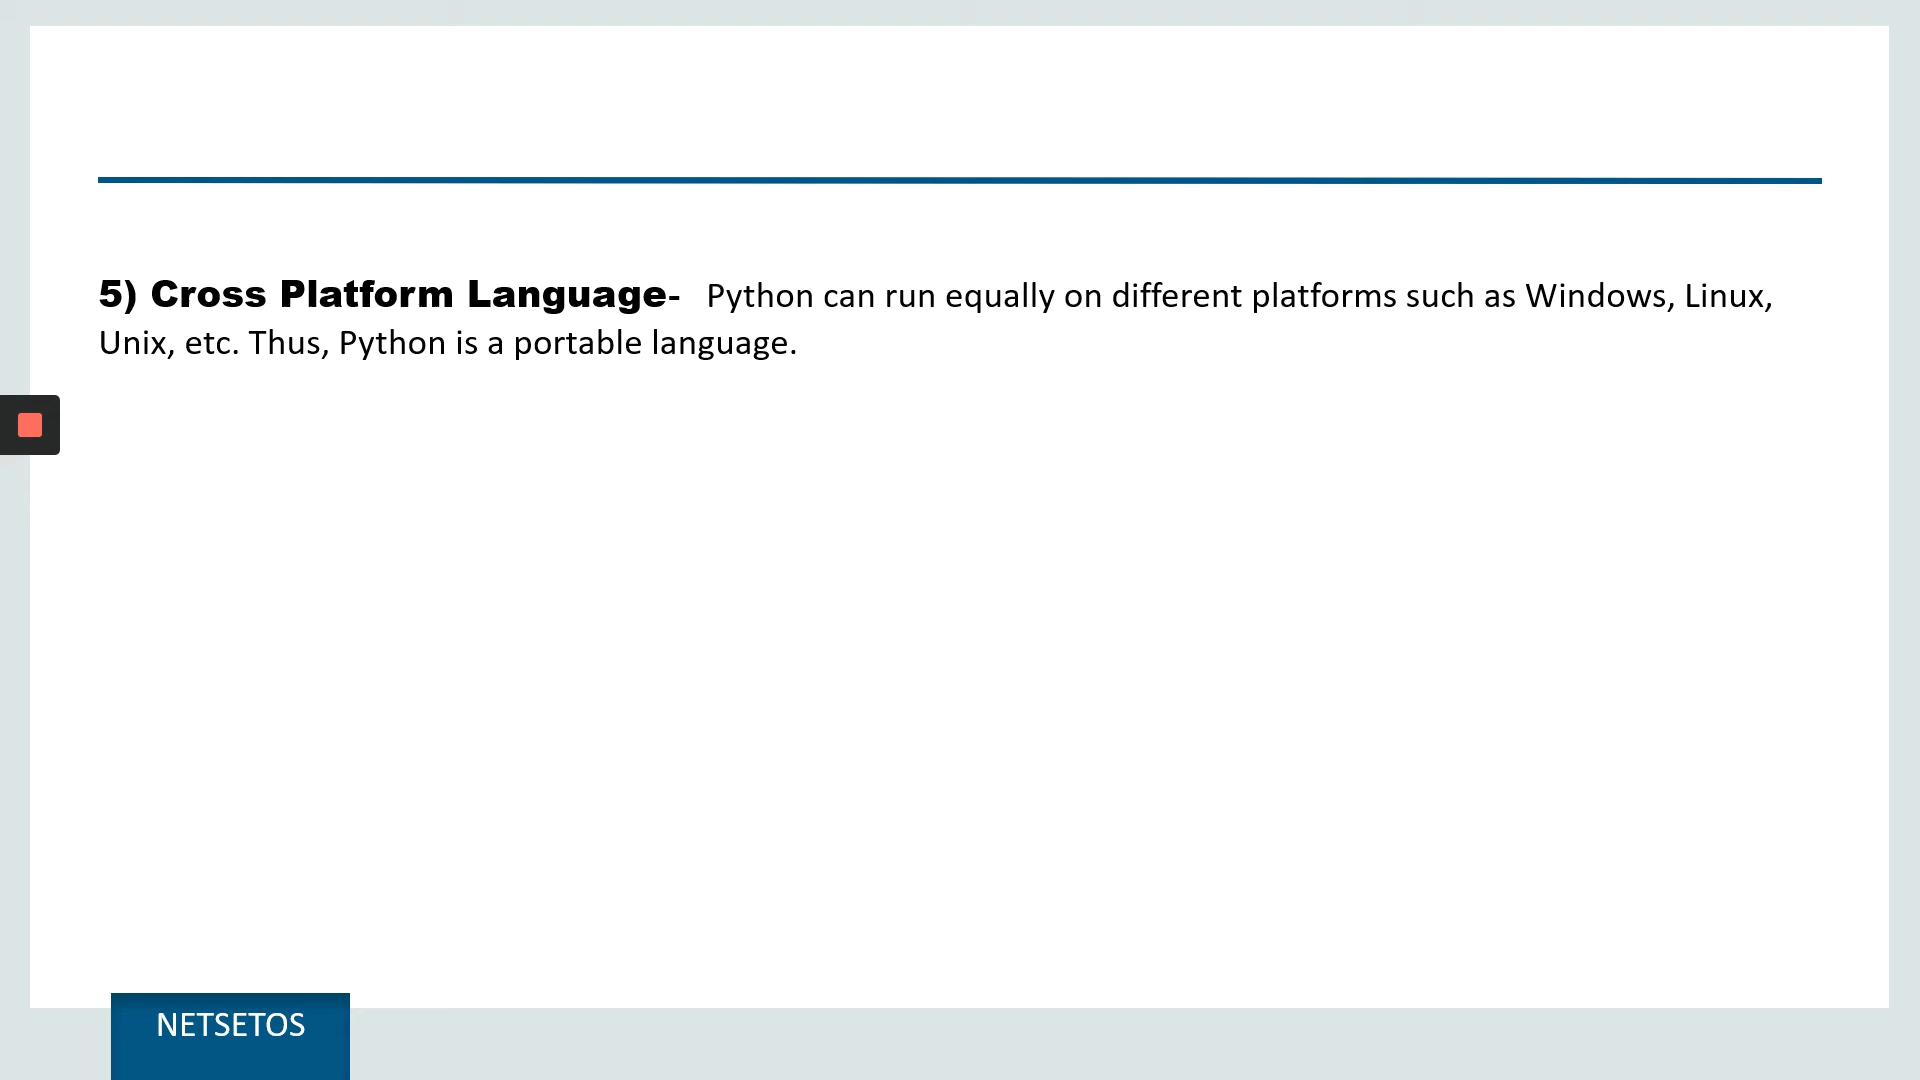 5) Cross Platform Language- Python can run equally on different platforms such as Windows, Linux,
Unix, etc. Thus, Python is a portable language.
NETSETOS